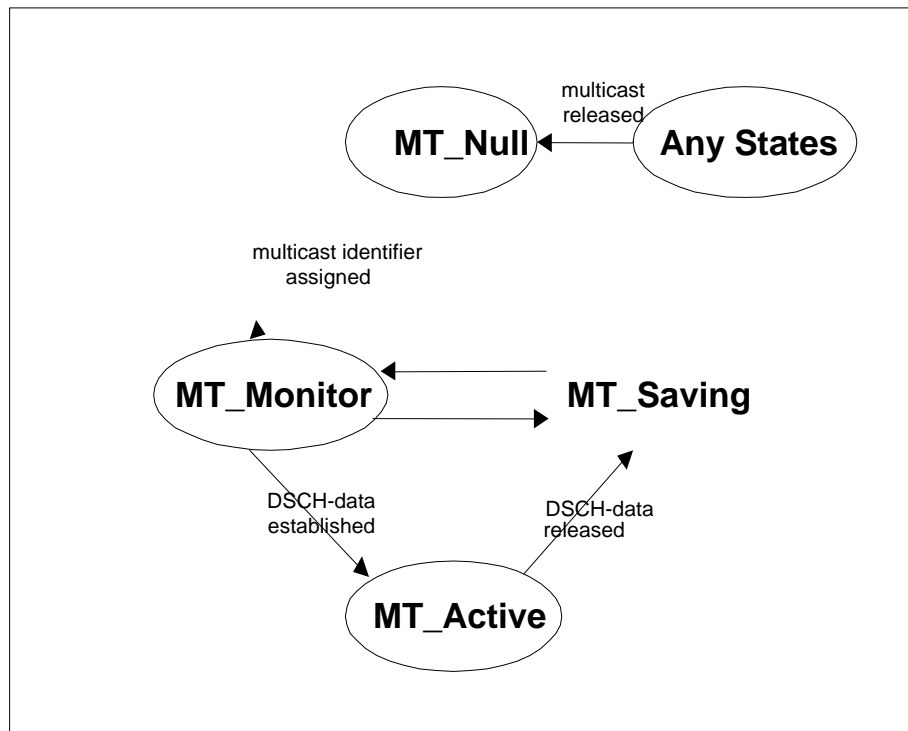 multicast
released
MT_Null
Any States
multicast identifier
assigned
MT_Monitor
MT_Saving
DSCH-data
established
DSCH-data
released
MT_Active